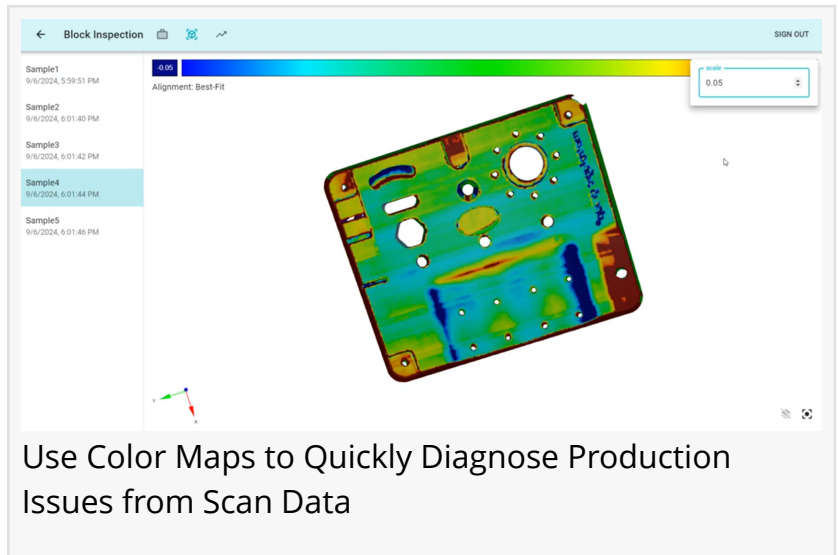 Block Inspection
SIGN OUT
Sample1
9/6/2024, 5:59:51 PM
Sample2
9/6/2024, 6:01:40 PM
Sample3
9/6/2024, 6:01:42 PM
Sample4
9/6/2024, 6:01:44 PM
Sample5
9/6/2024, 6:01:46 PM
-0.05
Alignment: Best-Fit
scale
0.05
Y
X
Use Color Maps to Quickly Diagnose Production
Issues from Scan Data